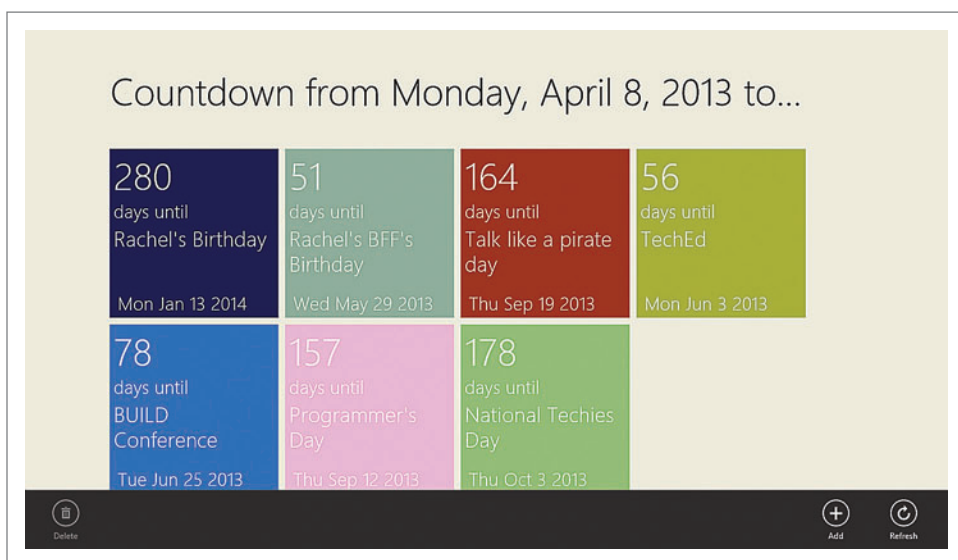 Countdown from Monday, April 8, 2013 to...
280
days until
Rachel's Birthday
Mon Jan 13 2014
51
days until
Rachel's BFF's
Birthday
Wed May 29 2013
164
days until
Talk like a pirate
day
Thu Sep 19 2013
56
days until
TechEd
Mon Jun 3 2013
78
days until
BUILD
Conference
Tue Jun 25 2013
157
days until
Programmer's
Day
Thu Sep 12 2013
178
days until
National Techies
Day
Thu Oct 3 2013
Delete
Add
Refresh